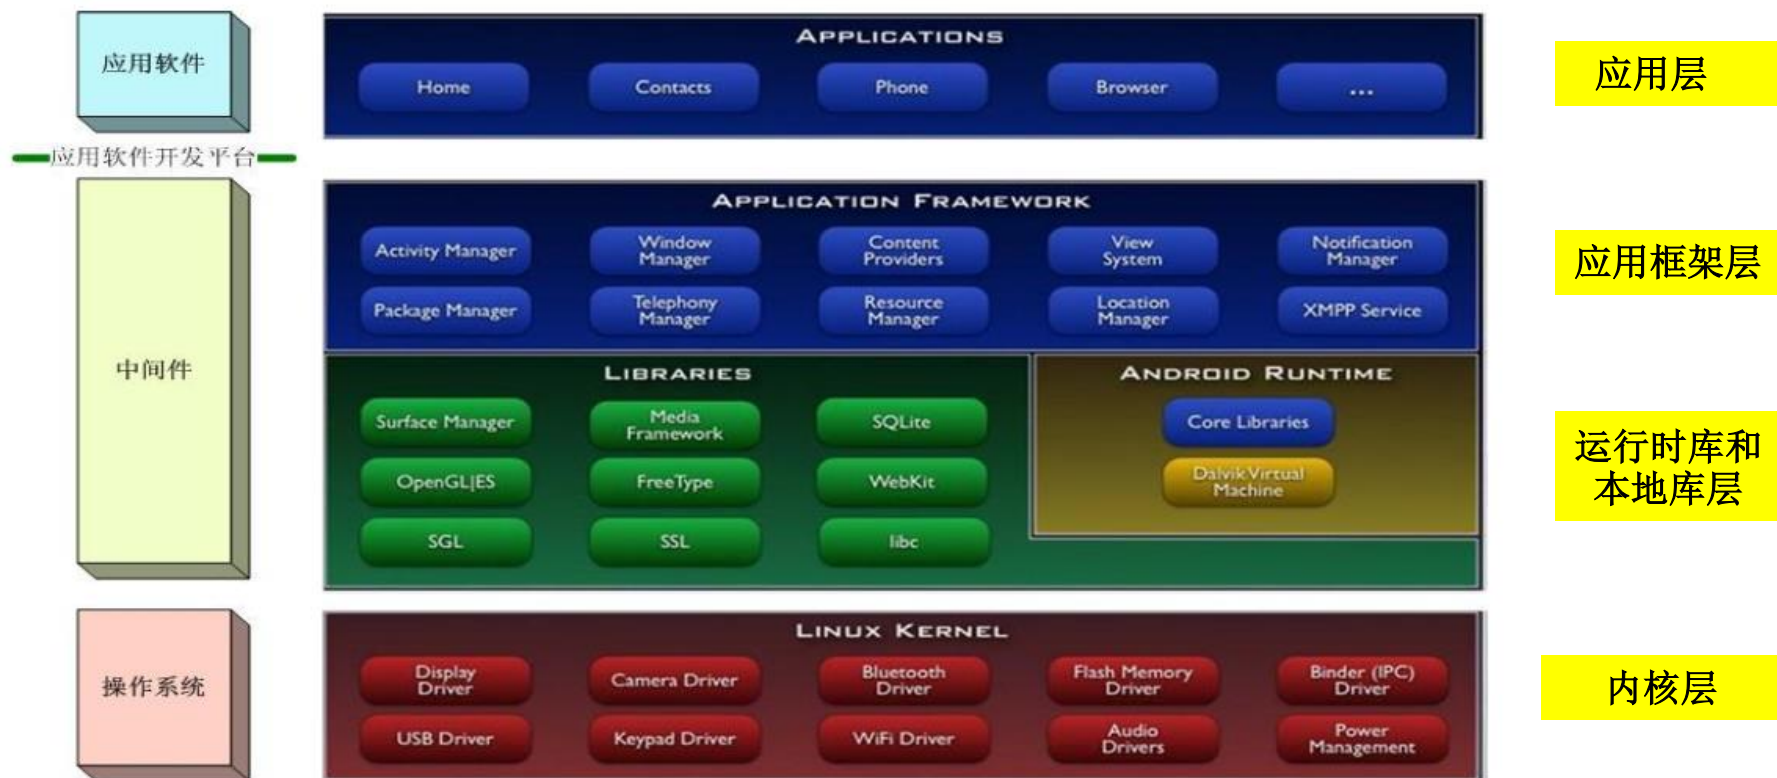 应用软件
APPLICATIONS
Home
Contacts
Phone
Browser
...
应用层
应用软件开发平台
中间件
APPLICATION FRAMEWORK
Activity Manager
Window
Manager
Content
Providers
View
System
Notification
Manager
Package Manager
Telephony
Manager
Resource
Manager
Location
Manager
XMPP Service
应用框架层
LIBRARIES
Surface Manager
Media
Framework
SQLite
OpenGL|ES
FreeType
WebKit
SGL
SSL
libc
ANDROID RUNTIME
Core Libraries
Dalvik Virtual
Machine
运行时库和
本地库层
操作系统
LINUX KERNEL
Display
Driver
Camera Driver
Bluetooth
Driver
Flash Memory
Driver
Binder (IPC)
Driver
USB Driver
Keypad Driver
WiFi Driver
Audio
Drivers
Power
Management
内核层